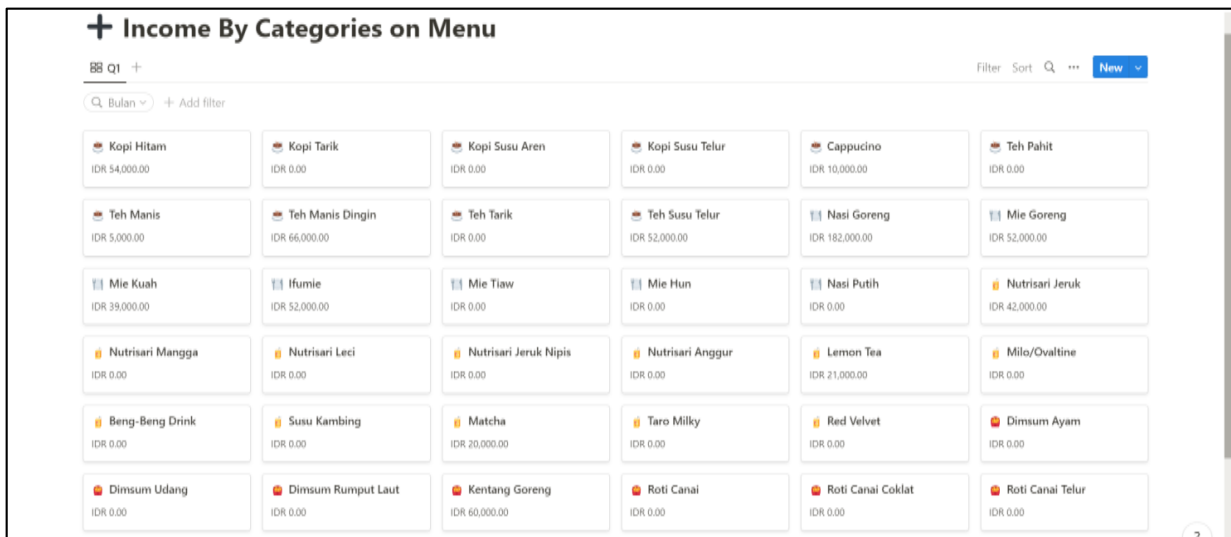 Income By Categories on Menu
Q1
Filter Sort ... New
Bulan + Add filter
Kopi Hitam Kopi Tarik Kopi Susu Aren Kopi Susu Telur Cappucino Teh Pahit
IDR 54,000.00 IDR 0.00 IDR 0.00 IDR 0.00 IDR 10,000.00 IDR 0.00
Teh Manis Teh Manis Dingin Teh Tarik Teh Susu Telur Nasi Goreng Mie Goreng
IDR 5,000.00 IDR 66,000.00 IDR 0.00 IDR 52,000.00 IDR 182,000.00 IDR 52,000.00
Mie Kuah Ifumie Mie Tiaw Mie Hun Nasi Putih Nutrisari Jeruk
IDR 39,000.00 IDR 52,000.00 IDR 0.00 IDR 0.00 IDR 0.00 IDR 42,000.00
Nutrisari Mangga Nutrisari Leci Nutrisari Jeruk Nipis Nutrisari Anggur Lemon Tea Milo/Ovaltine
IDR 0.00 IDR 0.00 IDR 0.00 IDR 0.00 IDR 21,000.00 IDR 0.00
Beng-Beng Drink Susu Kambing Matcha Taro Milky Red Velvet Dimsum Ayam
IDR 0.00 IDR 0.00 IDR 20,000.00 IDR 0.00 IDR 0.00 IDR 0.00
Dimsum Udang Dimsum Rumput Laut Kentang Goreng Roti Canai Roti Canai Coklat Roti Canai Telur
IDR 0.00 IDR 0.00 IDR 60,000.00 IDR 0.00 IDR 0.00 IDR 0.00